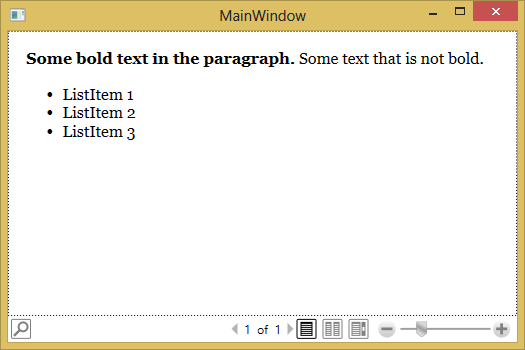 MainWindow
Some bold text in the paragraph. Some text that is not bold.
• ListItem 1
• ListItem 2
• ListItem 3
1 of 1